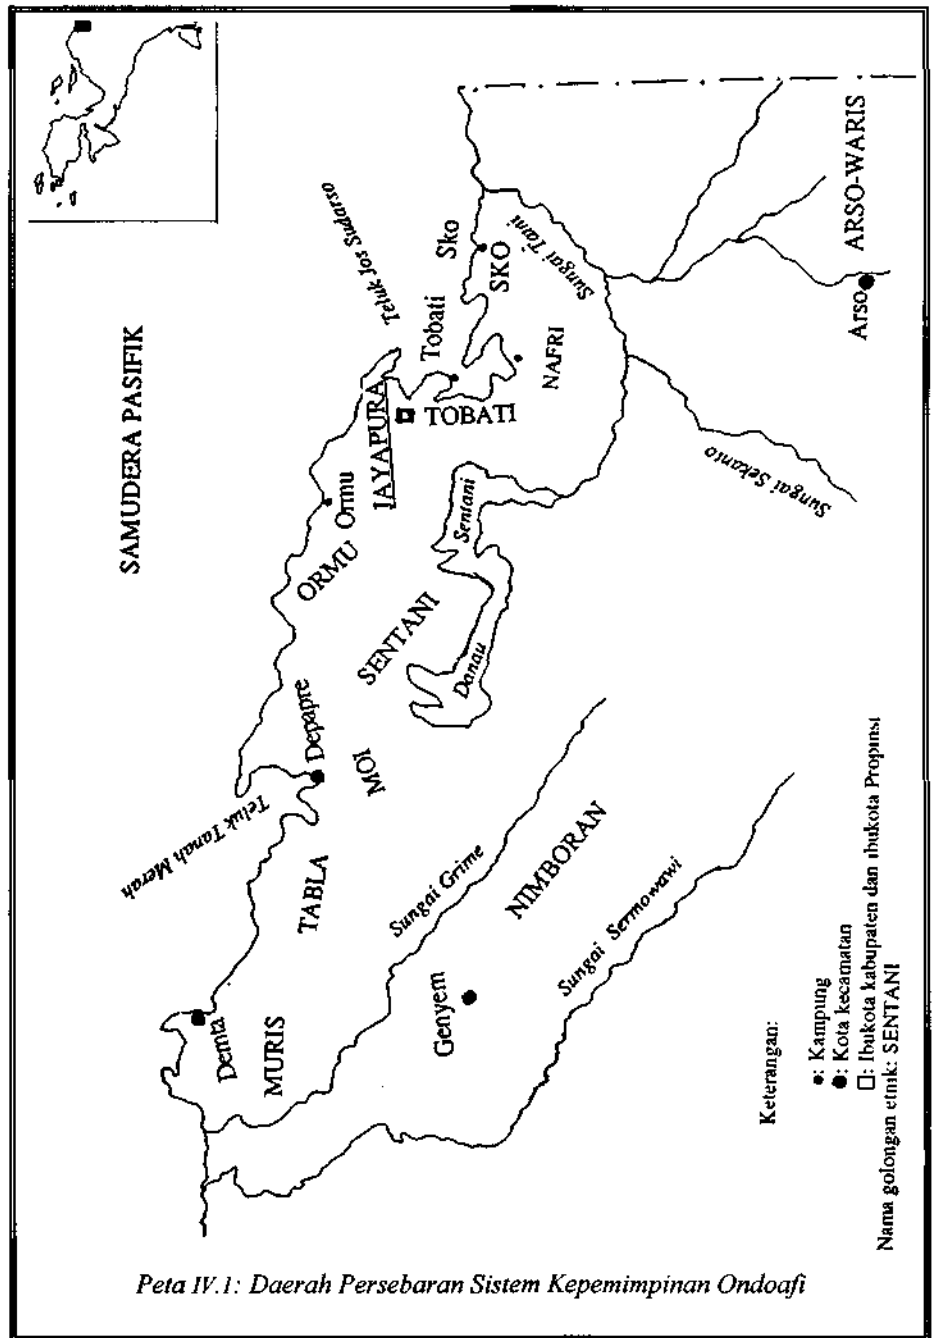 SAMUDERA PASIFIK
Teluk Jos Sudarso
Teluk Tanah Merah
Sko
SKO
Tobati
TOBATI
JAYAPURA
NAFRI
Sungai Tami
ARSO-WARIS
Arso
Sungai Sekanto
Ormu
ORMU
SENTANI
Danau
Sentani
Depapre
MOI
TABLA
Demta
MURIS
Sungai Grime
NIMBORAN
Genyem
Sungai Sermowawi
Keterangan:
•: Kampung
●: Kota kecamatan
□: Ibukota kabupaten dan ibukota Propinsi
Nama golongan etnik: SENTANI
Peta IV.1: Daerah Persebaran Sistem Kepemimpinan Ondoafi